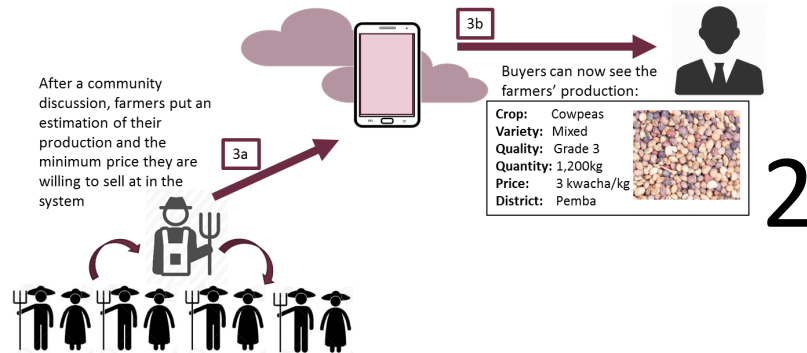 3b
Buyers can now see the
farmers' production:
After a community
discussion, farmers put an
estimation of their
production and the
minimum price they are
willing to sell at in the
system
3a
Crop: Cowpeas
Variety: Mixed
Quality: Grade 3
Quantity: 1,200kg
Price: 3 kwacha/kg
District: Pemba
2